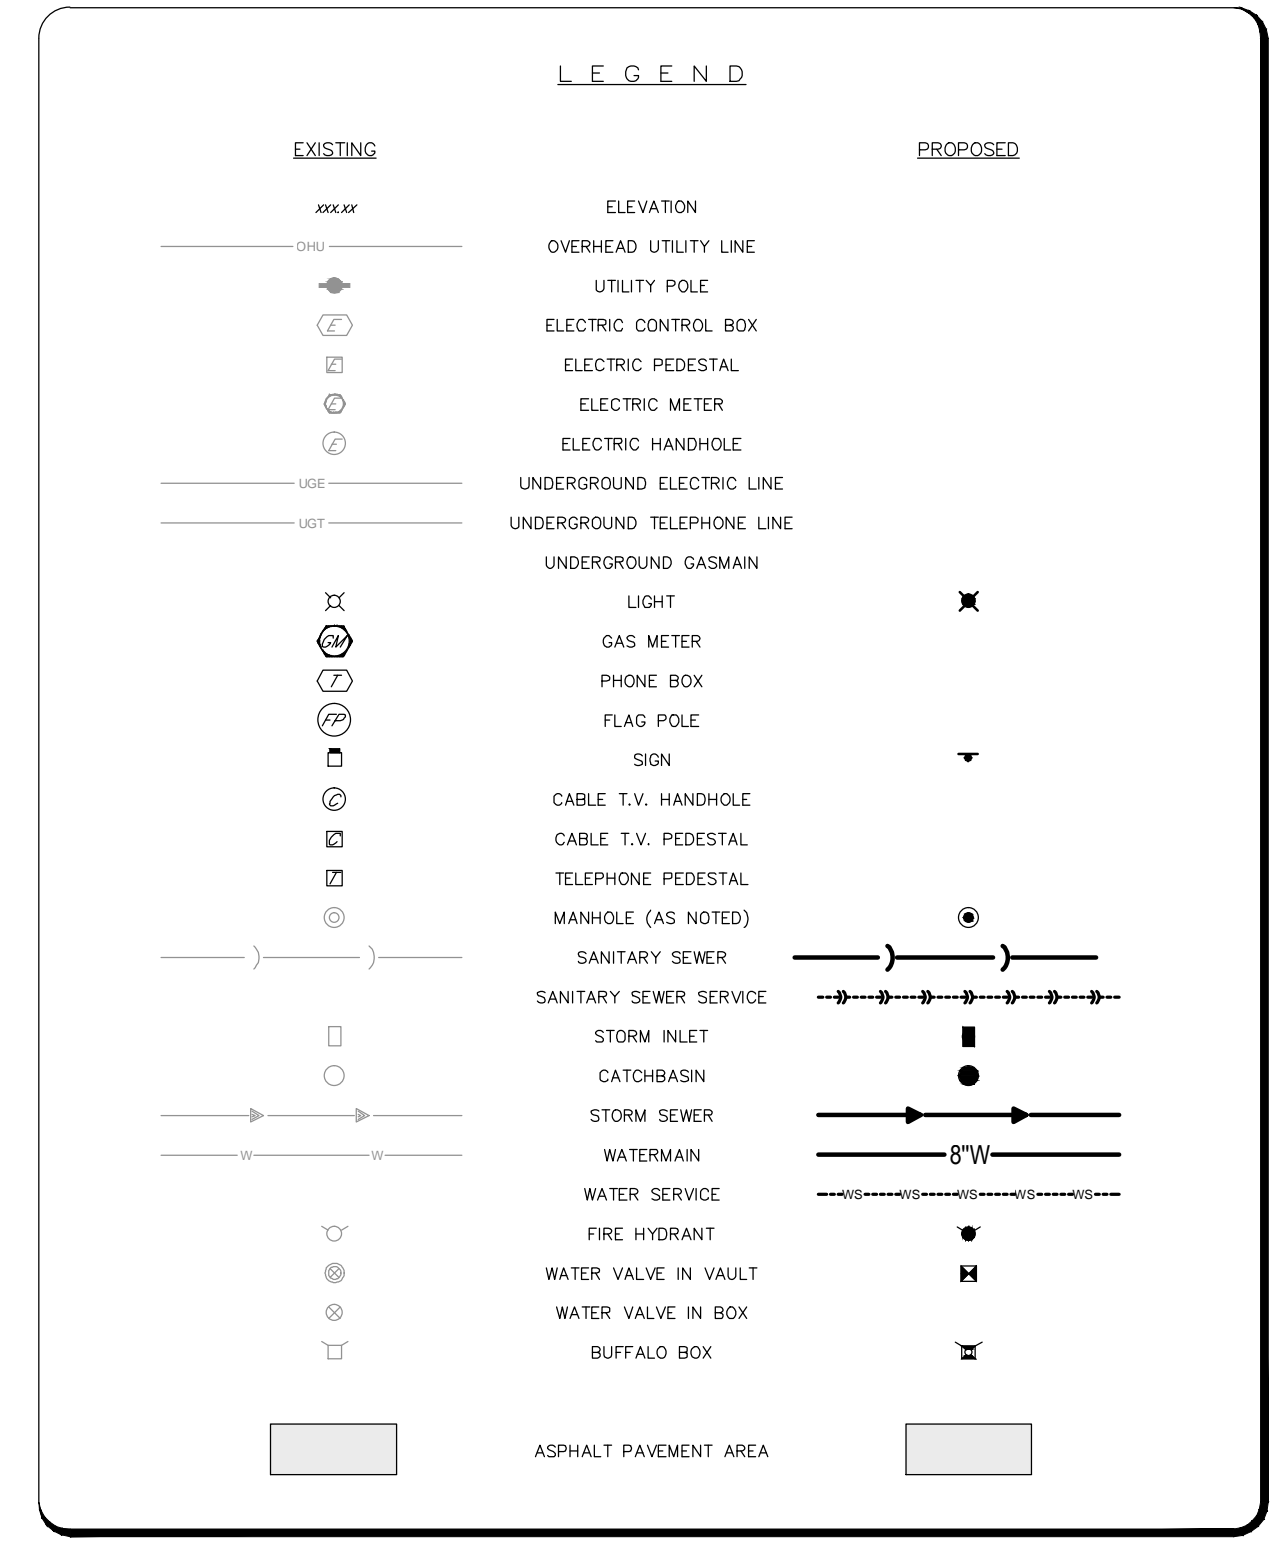 LEGEND
EXISTING PROPOSED
XXX.XX ELEVATION
OHU OVERHEAD UTILITY LINE
UTILITY POLE
E ELECTRIC CONTROL BOX
E ELECTRIC PEDESTAL
E ELECTRIC METER
E ELECTRIC HANDHOLE
UGE UNDERGROUND ELECTRIC LINE
UGT UNDERGROUND TELEPHONE LINE
UNDERGROUND GASMAIN
LIGHT
GM GAS METER
T PHONE BOX
FP FLAG POLE
SIGN
C CABLE T.V. HANDHOLE
C CABLE T.V. PEDESTAL
T TELEPHONE PEDESTAL
MANHOLE (AS NOTED)
SANITARY SEWER
SANITARY SEWER SERVICE
STORM INLET
CATCHBASIN
STORM SEWER
W W WATERMAIN 8"W
WATER SERVICE WS WS WS WS WS
FIRE HYDRANT
WATER VALVE IN VAULT
WATER VALVE IN BOX
BUFFALO BOX
ASPHALT PAVEMENT AREA